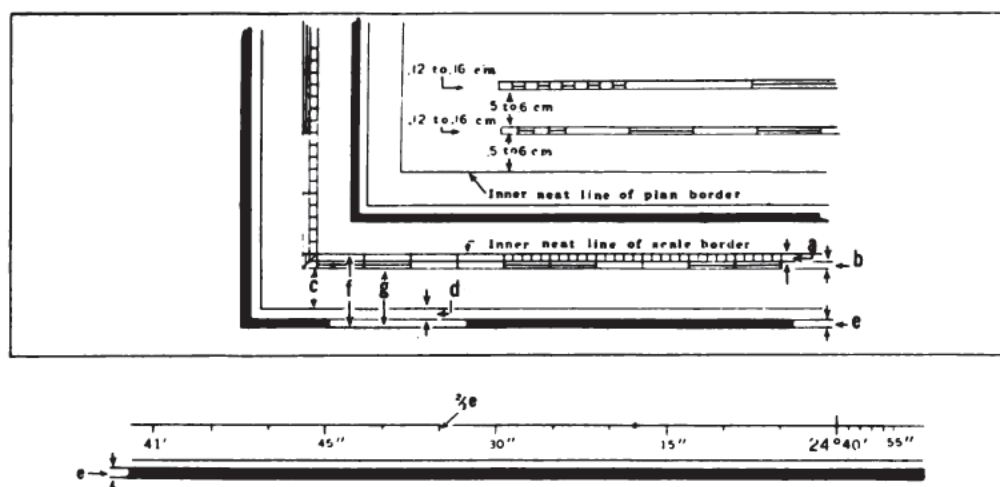 .12 to .16 cm
.5 to 6 cm
.12 to .16 cm
.5 to 6 cm
Inner neat line of plan border
Inner neat line of scale border
a
b
c
f
g
d
e
⅔e
41'
45"
30"
15"
24°40'
55"
e